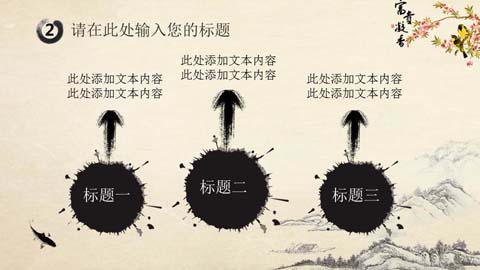 2 请在此处输入您的标题
富贵凝香
此处添加文本内容
此处添加文本内容
此处添加文本内容
此处添加文本内容
此处添加文本内容
此处添加文本内容
标题一
标题二
标题三